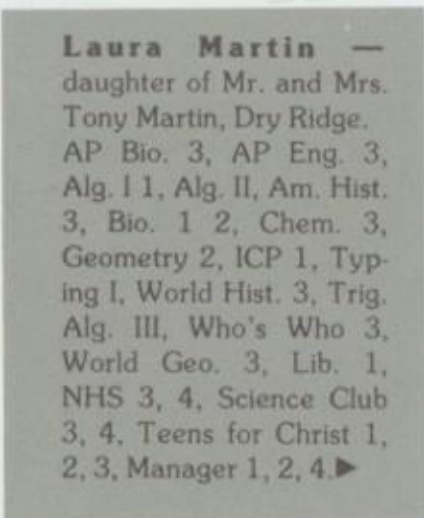 Laura Martin —
daughter of Mr. and Mrs.
Tony Martin, Dry Ridge.
AP Bio. 3, AP Eng. 3,
Alg. I 1, Alg. II, Am. Hist.
3, Bio. 1 2, Chem. 3,
Geometry 2, ICP 1, Typ-
ing I, World Hist. 3, Trig.
Alg. III, Who's Who 3,
World Geo. 3, Lib. 1,
NHS 3, 4, Science Club
3, 4, Teens for Christ 1,
2, 3, Manager 1, 2, 4.▶